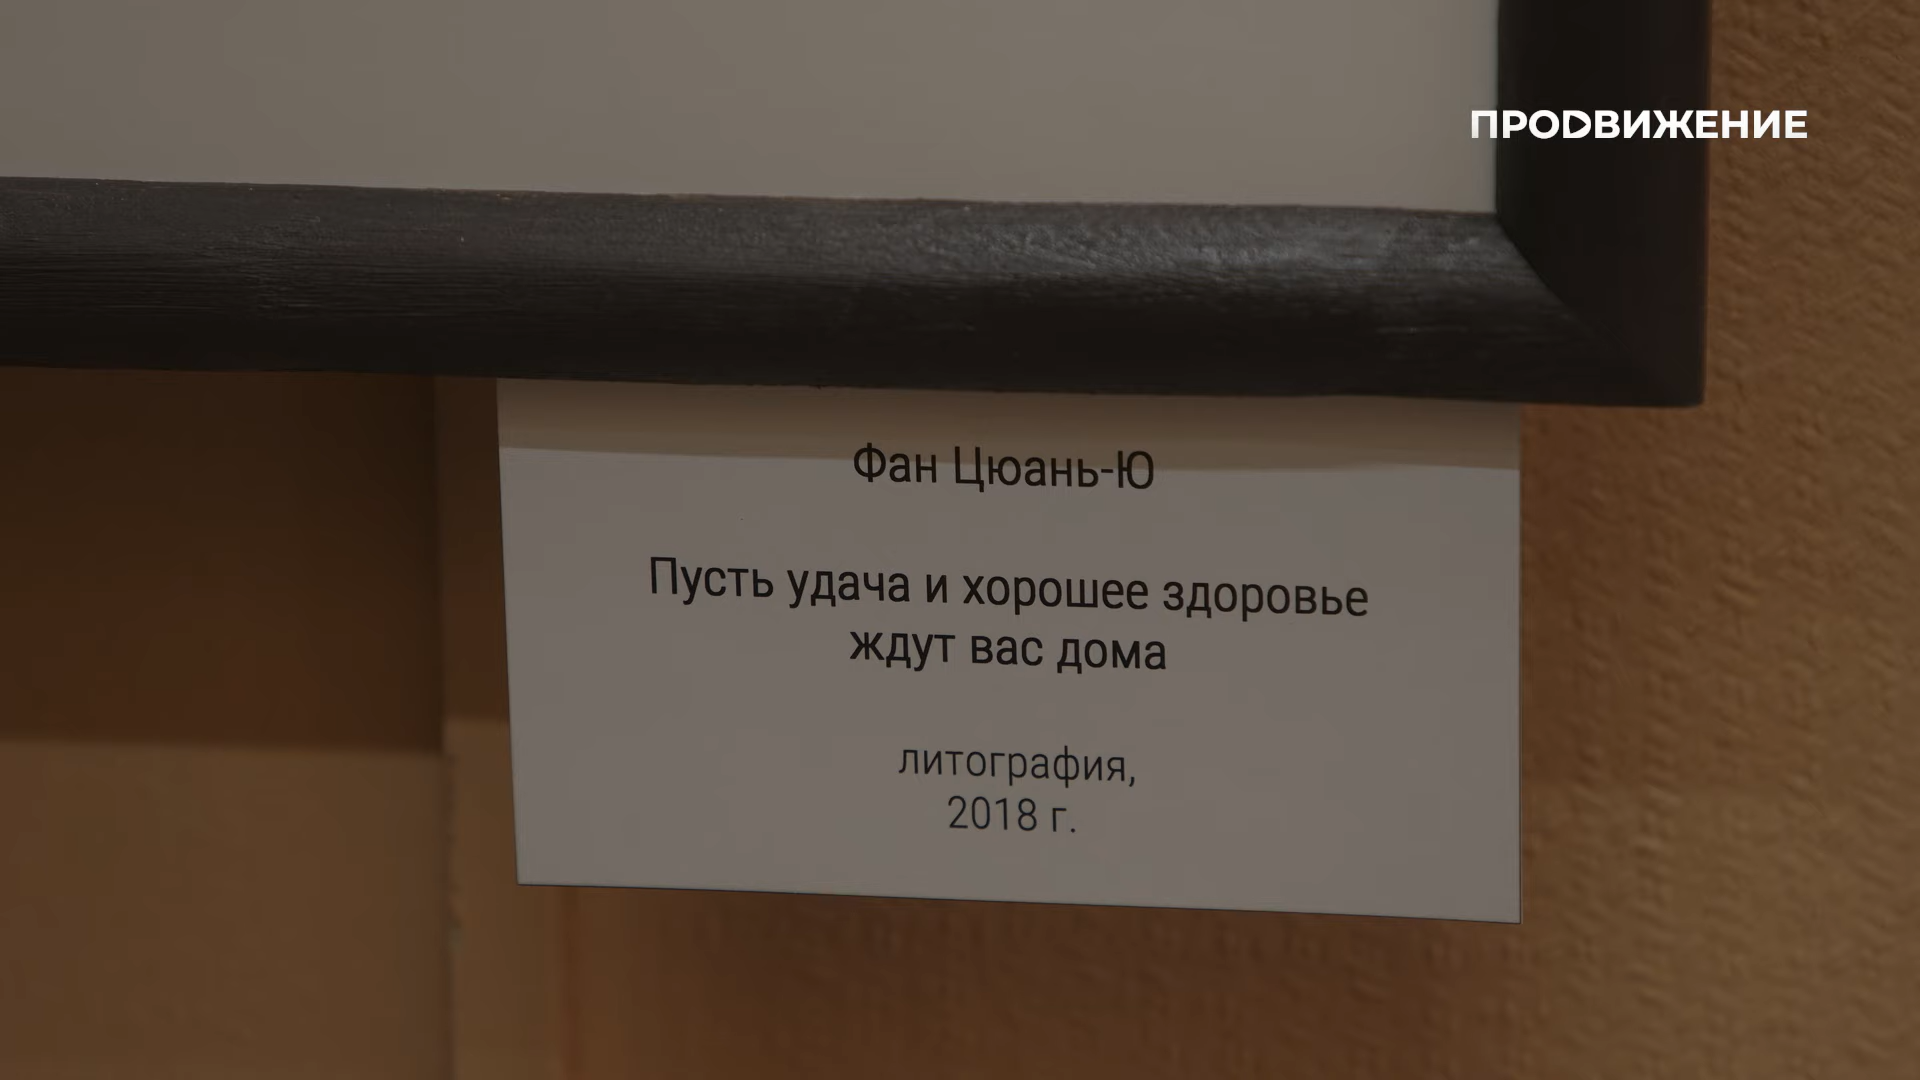 ПРОДВИЖЕНИЕ
Фан Цюань-Ю
Пусть удача и хорошее здоровье
ждут вас дома
литография,
2018 г.